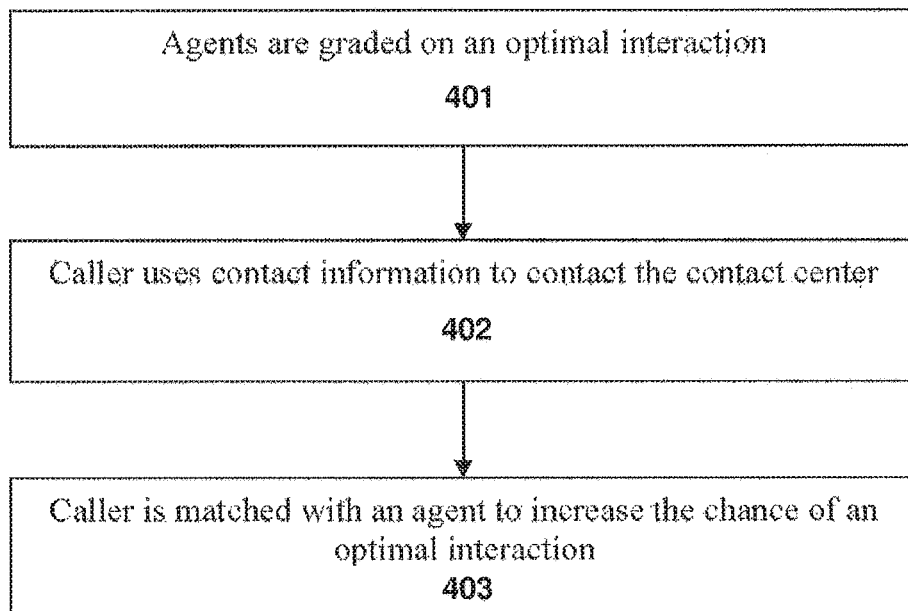 Agents are graded on an optimal interaction
401
Caller uses contact information to contact the contact center
402
Caller is matched with an agent to increase the chance of an
optimal interaction
403